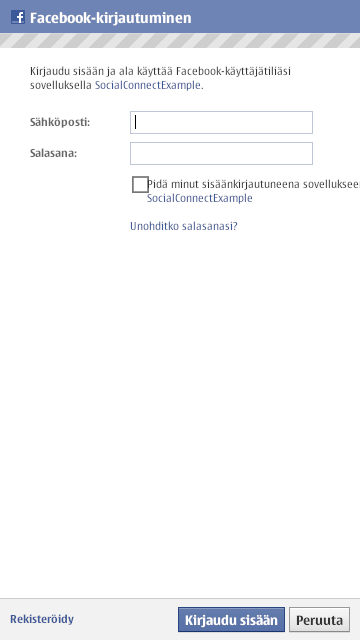 Facebook-kirjautuminen
Kirjaudu sisään ja ala käyttää Facebook-käyttäjätiliäsi
sovelluksella SocialConnectExample.
Sähköposti:
Salasana:
Pidä minut sisäänkirjautuneena sovellukseen
SocialConnectExample
Unohditko salasanasi?
Rekisteröidy
Kirjaudu sisään
Peruuta